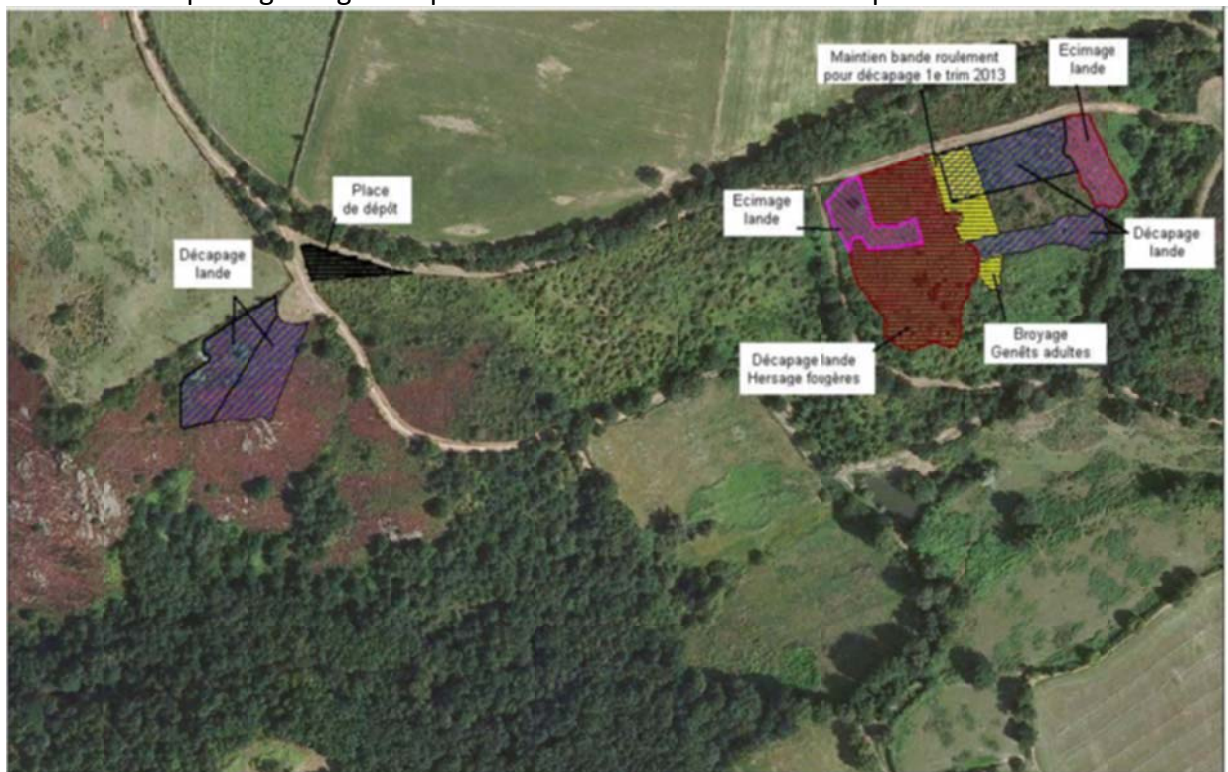 Maintien bande roulement
pour décapage 1e trim 2013
Ecimage
lande
Place
de dépôt
Ecimage
lande
Décapage
lande
Décapage
lande
Broyage
Genêts adultes
Décapage lande
Hersage fougères